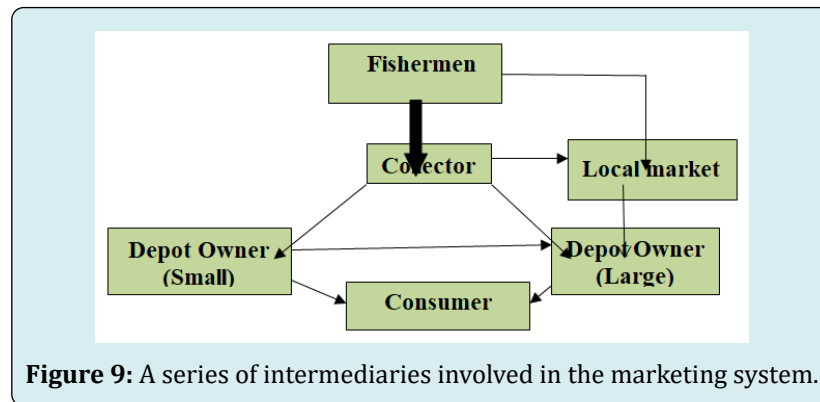 Fishermen
Collector
Local market
Depot Owner
(Small)
Depot Owner
(Large)
Consumer
Figure 9: A series of intermediaries involved in the marketing system.